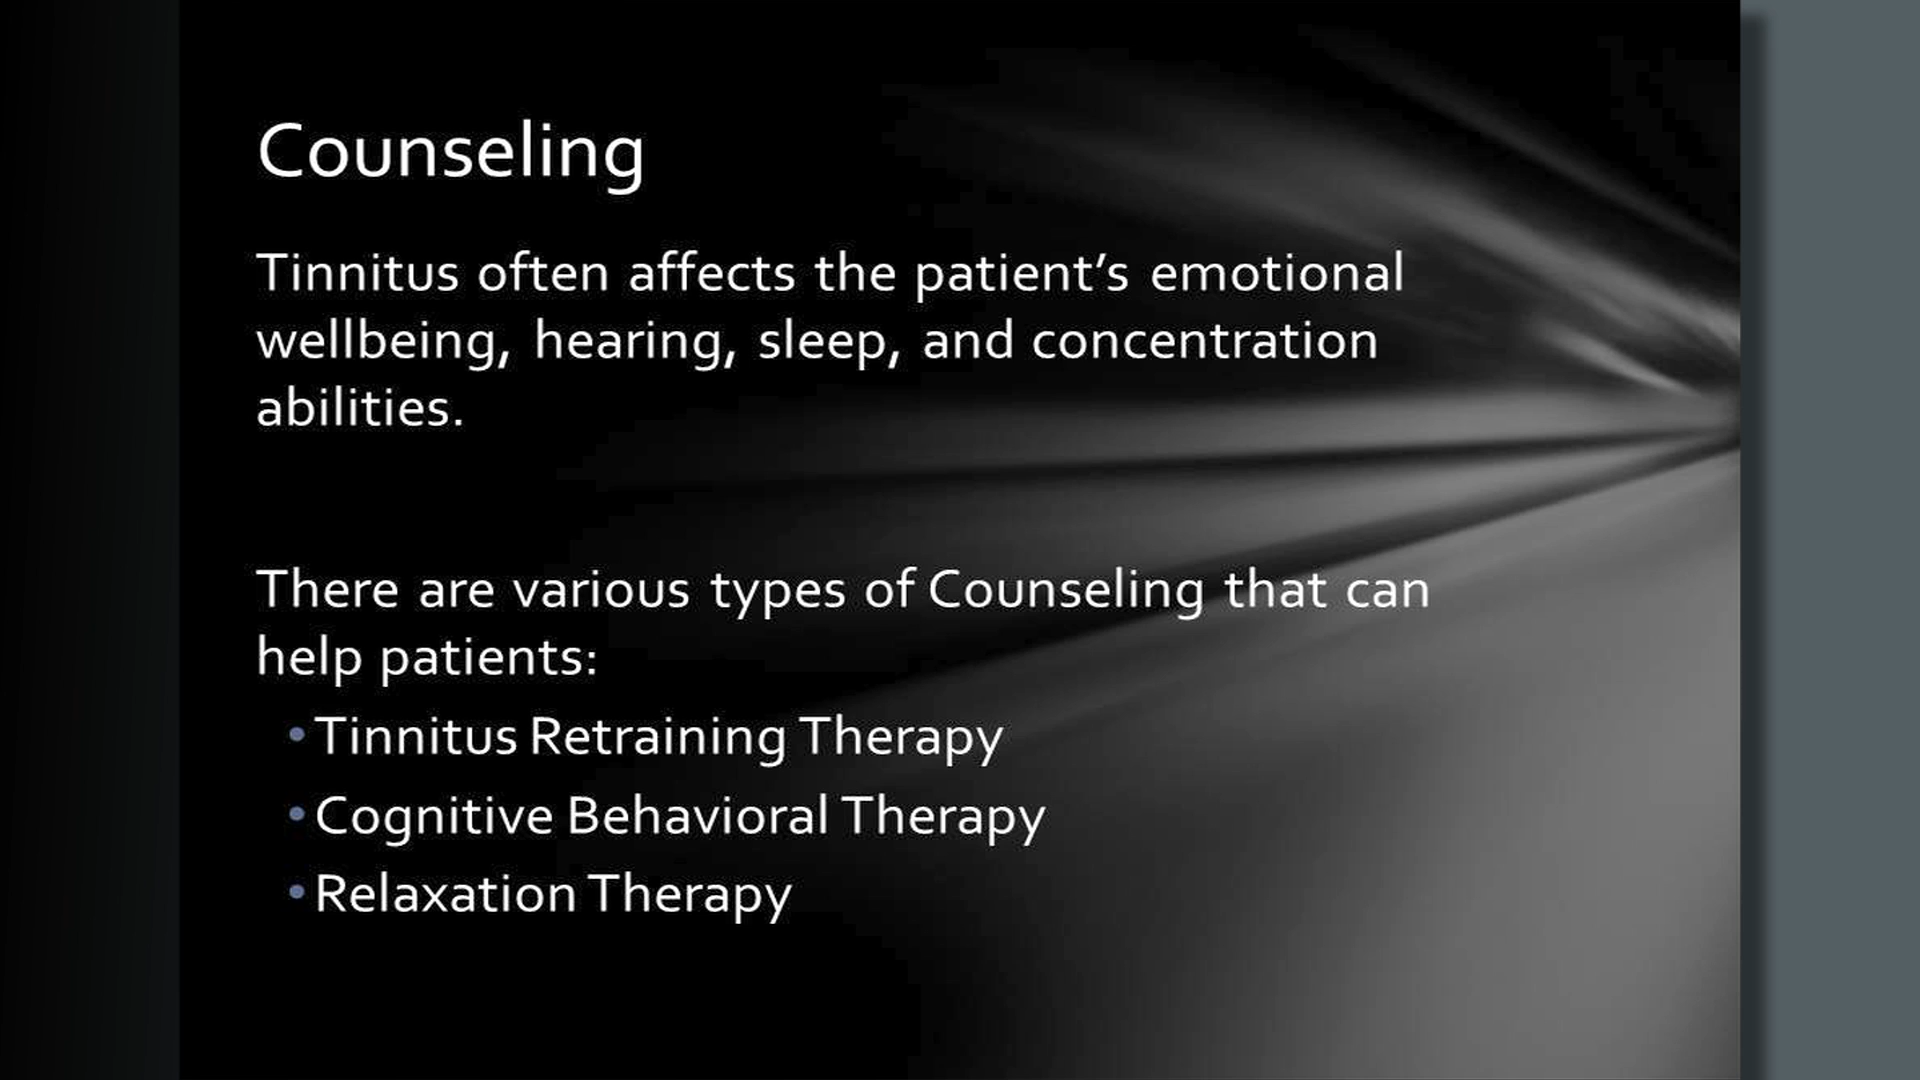 Counseling
Tinnitus often affects the patient’s emotional
wellbeing, hearing, sleep, and concentration
abilities.
There are various types of Counseling that can
help patients:
• Tinnitus Retraining Therapy
• Cognitive Behavioral Therapy
• Relaxation Therapy